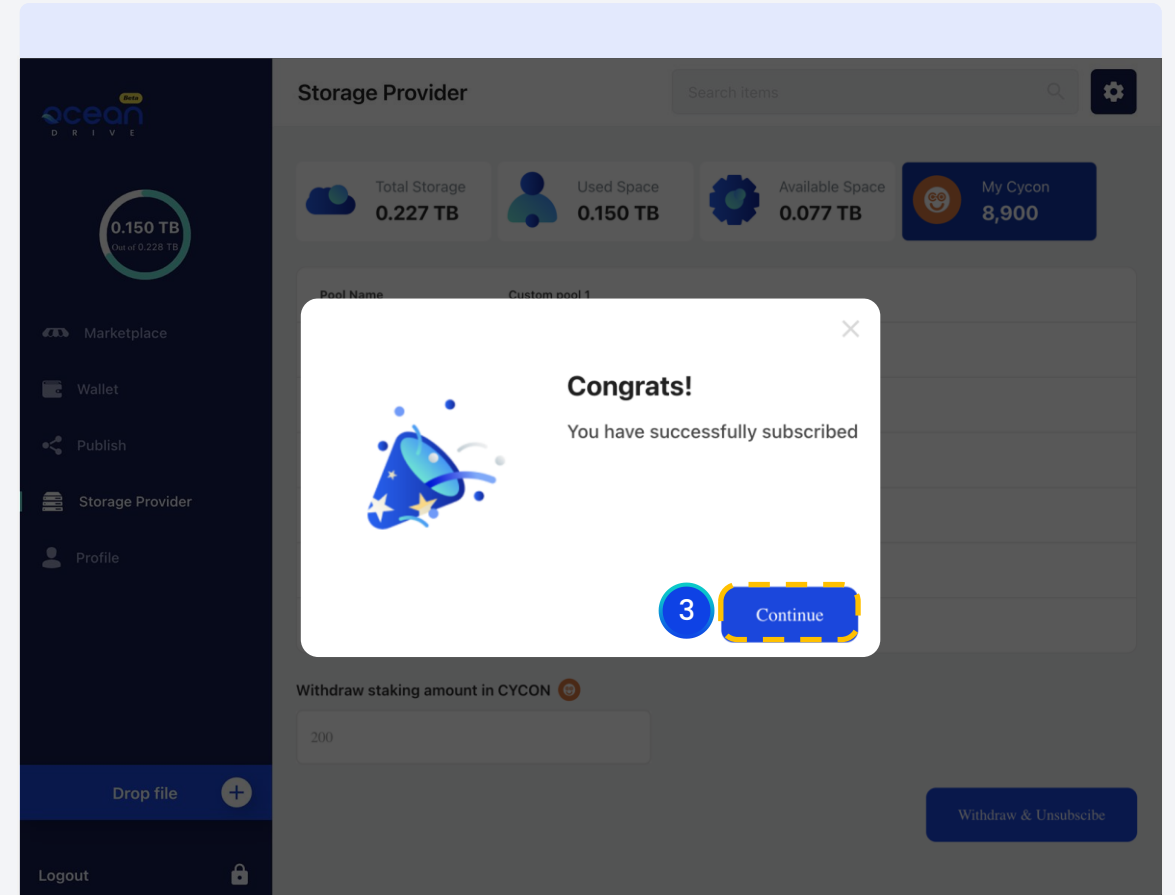 Beta
ocean
DRIVE
0.150 TB
Out of 0.228 TB
Marketplace
Wallet
Publish
Storage Provider
Profile
Drop file
Logout
Storage Provider
Search items
Total Storage
0.227 TB
Used Space
0.150 TB
Available Space
0.077 TB
My Cycon
8,900
Pool Name Custom pool 1
Congrats!
You have successfully subscribed
3
Continue
Withdraw staking amount in CYCON
200
Withdraw & Unsubscibe